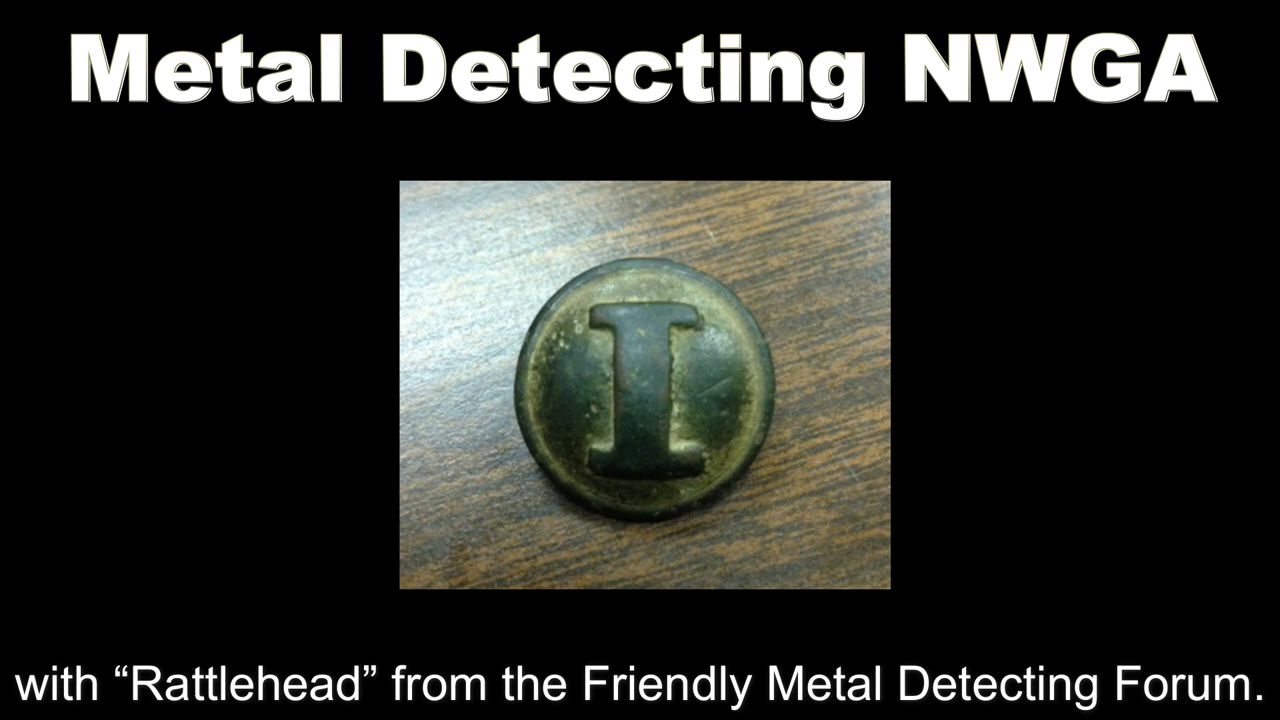 Metal Detecting NWGA
I
with “Rattlehead” from the Friendly Metal Detecting Forum.